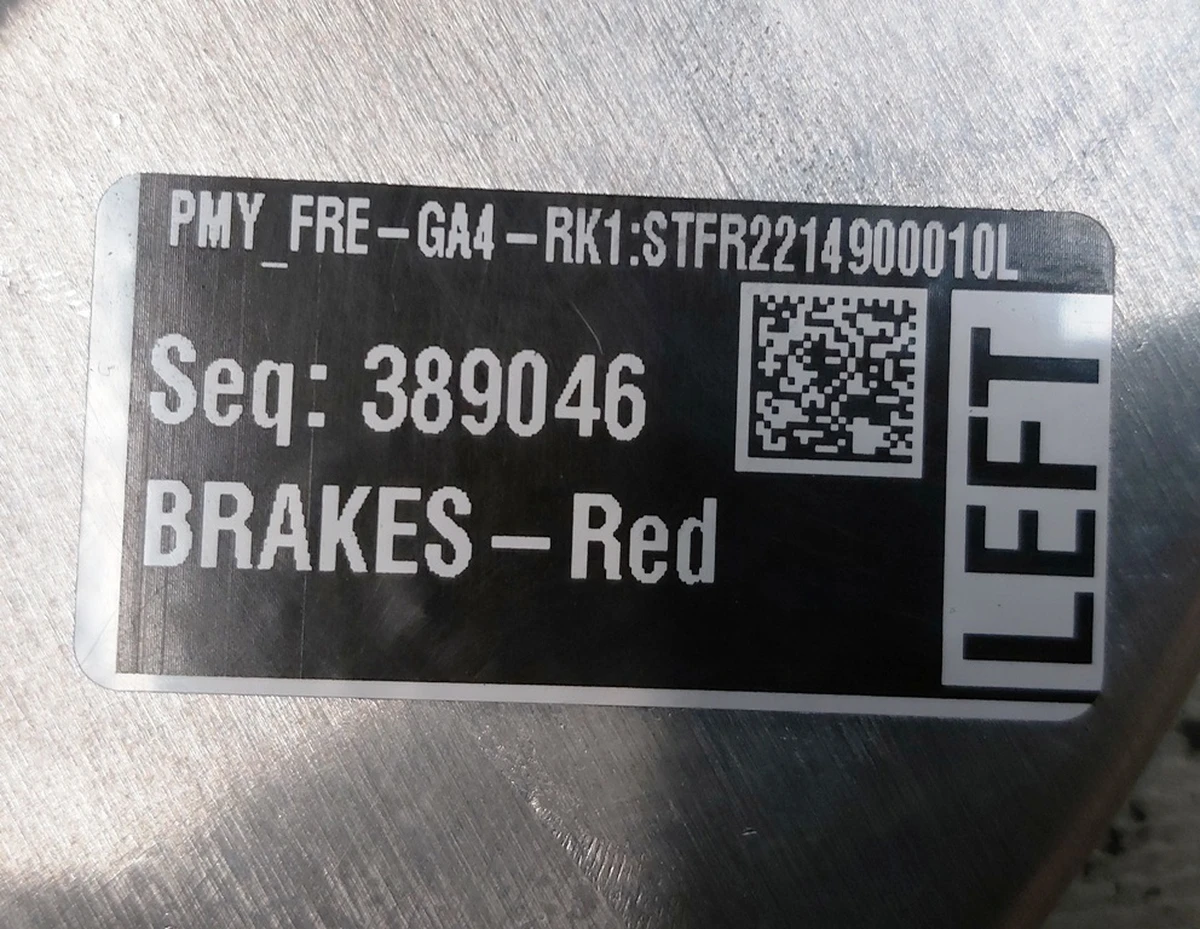 PMY_FRE-GA4-RK1:STFR2214900010L
Seq: 389046
BRAKES-Red
LEFT